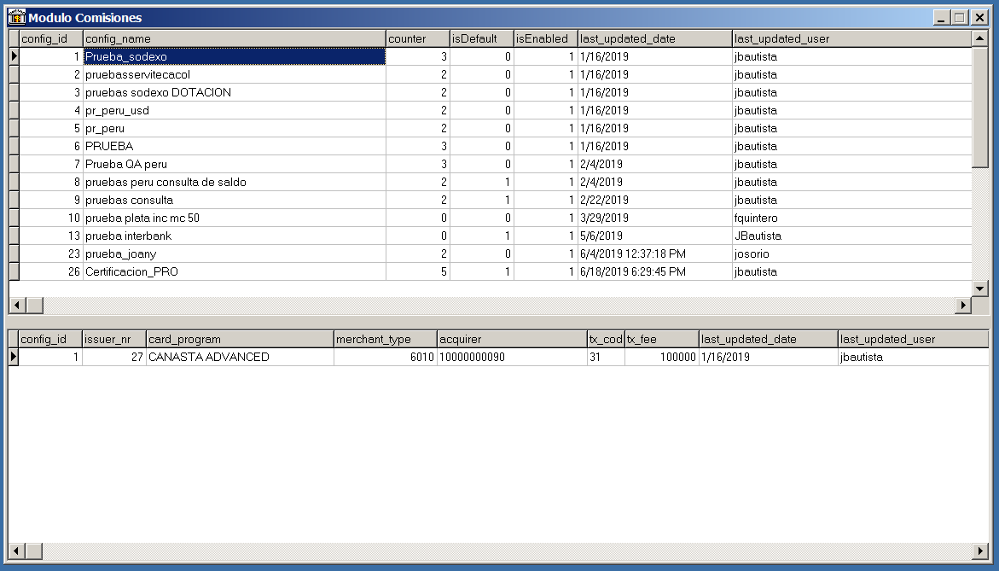 Modulo Comisiones
config_id config_name counter isDefault isEnabled last_updated_date last_updated_user
1 Prueba_sodexo 3 0 1 1/16/2019 jbautista
2 pruebasservitecacol 2 0 1 1/16/2019 jbautista
3 pruebas sodexo DOTACION 2 0 1 1/16/2019 jbautista
4 pr_peru_usd 2 0 1 1/16/2019 jbautista
5 pr_peru 2 0 1 1/16/2019 jbautista
6 PRUEBA 3 0 1 1/16/2019 jbautista
7 Prueba QA peru 3 0 1 2/4/2019 jbautista
8 pruebas peru consulta de saldo 2 1 1 2/4/2019 jbautista
9 pruebas consulta 2 1 1 2/22/2019 jbautista
10 prueba plata inc mc 50 0 0 1 3/29/2019 fquintero
13 prueba interbank 0 1 1 5/6/2019 JBautista
23 prueba_joany 2 0 1 6/4/2019 12:37:18 PM josorio
26 Certificacion_PRO 5 1 1 6/18/2019 6:29:45 PM jbautista
config_id issuer_nr card_program merchant_type acquirer tx_cod tx_fee last_updated_date last_updated_user
1 27 CANASTA ADVANCED 6010 10000000090 31 100000 1/16/2019 jbautista